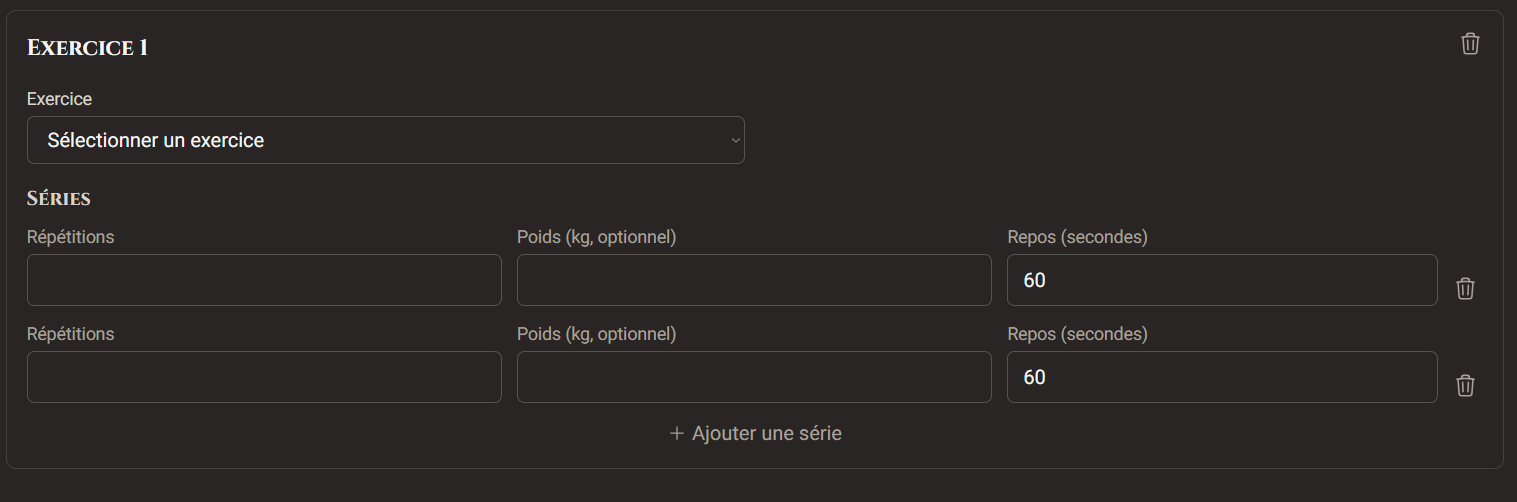 Exercice 1
Exercice
Sélectionner un exercice
Séries
Répétitions Poids (kg, optionnel) Repos (secondes)
60
Répétitions Poids (kg, optionnel) Repos (secondes)
60
+ Ajouter une série